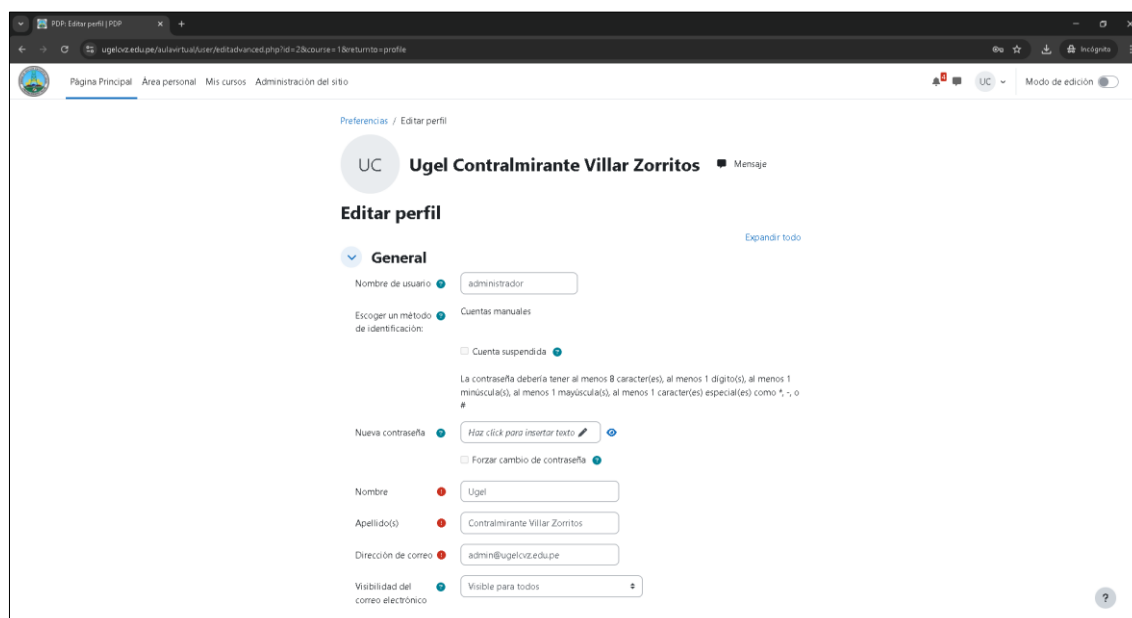 PDP: Editar perfil | PDP
ugelcvz.edu.pe/aulavirtual/user/editadvanced.php?id=2&course=1&returnto=profile
Incógnito
Página Principal Área personal Mis cursos Administración del sitio
4 UC Modo de edición
Preferencias / Editar perfil
UC Ugel Contralmirante Villar Zorritos Mensaje
Editar perfil
Expandir todo
General
Nombre de usuario administrador
Escoger un método de identificación: Cuentas manuales
Cuenta suspendida
La contraseña debería tener al menos 8 caracter(es), al menos 1 dígito(s), al menos 1
minúscula(s), al menos 1 mayúscula(s), al menos 1 caracter(es) especial(es) como *, -, o
#
Nueva contraseña Haz click para insertar texto
Forzar cambio de contraseña
Nombre Ugel
Apellido(s) Contralmirante Villar Zorritos
Dirección de correo admin@ugelcvz.edu.pe
Visibilidad del correo electrónico Visible para todos
?